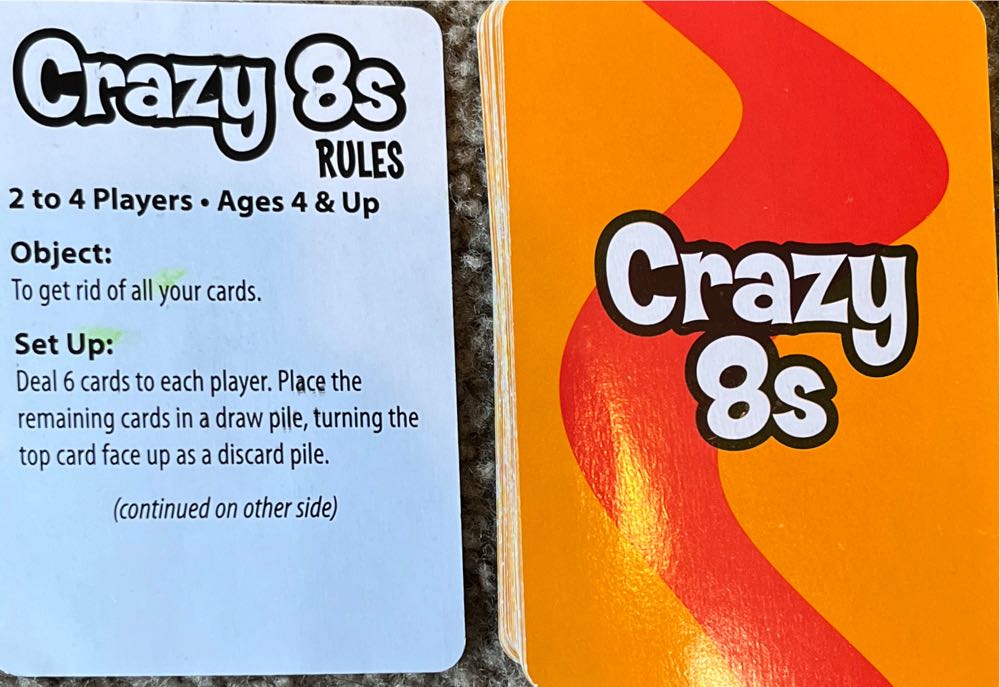 Crazy 8s
RULES
2 to 4 Players • Ages 4 & Up
Object:
To get rid of all your cards.
Set Up:
Deal 6 cards to each player. Place the
remaining cards in a draw pile, turning the
top card face up as a discard pile.
(continued on other side)
Crazy
8s